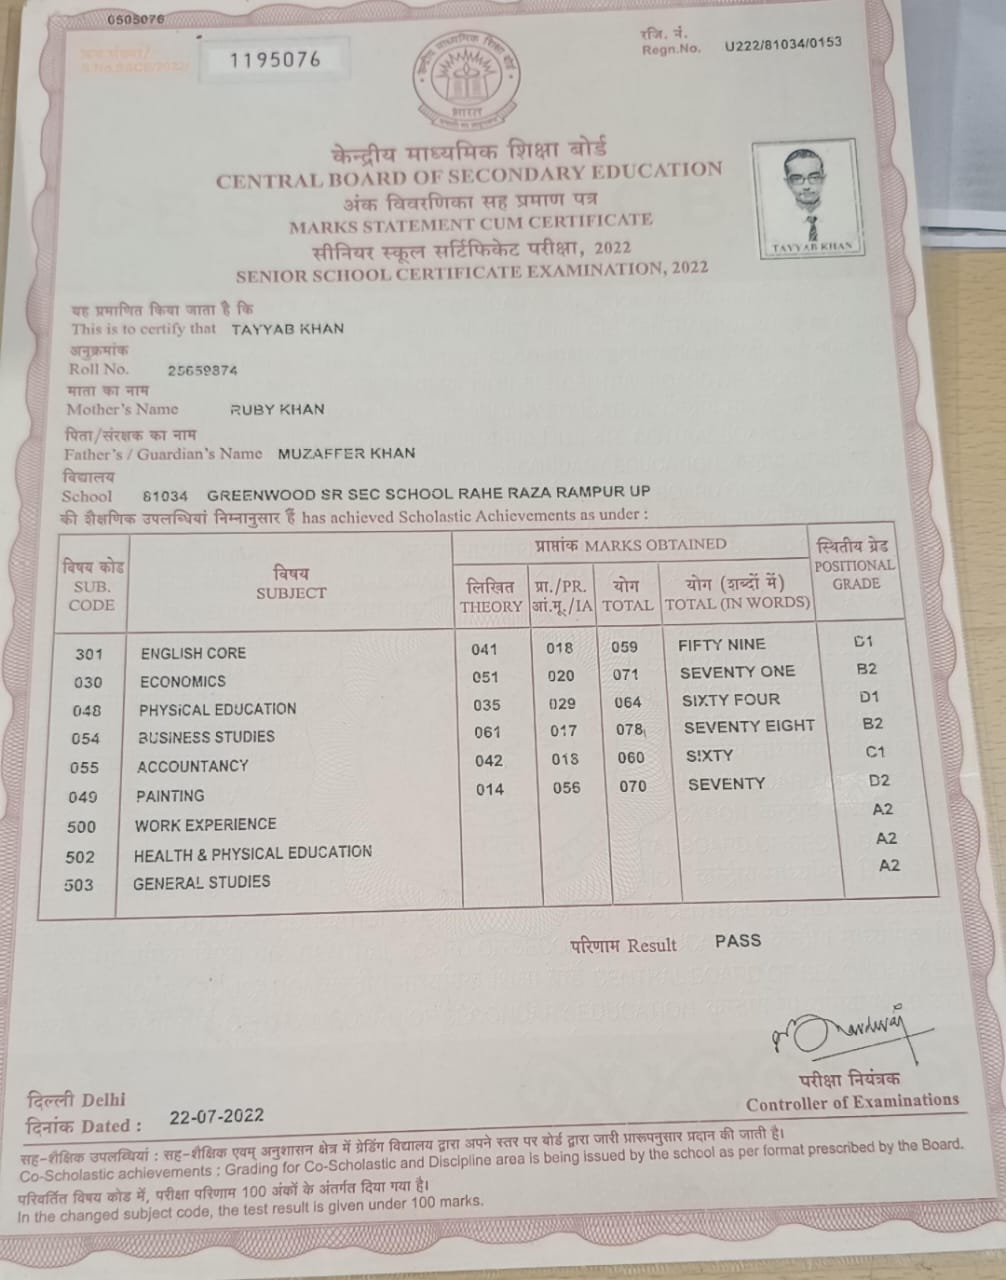 0505076
क्रम संख्या/
S.No.SSCE/2022/
1195076
रजि. नं.
Regn.No. U222/81034/0153
केन्द्रीय माध्यमिक शिक्षा बोर्ड
भारत
केन्द्रीय माध्यमिक शिक्षा बोर्ड
CENTRAL BOARD OF SECONDARY EDUCATION
अंक विवरणिका सह प्रमाण पत्र
MARKS STATEMENT CUM CERTIFICATE
सीनियर स्कूल सर्टिफिकेट परीक्षा, 2022
SENIOR SCHOOL CERTIFICATE EXAMINATION, 2022
TAYYAB KHAN
यह प्रमाणित किया जाता है कि
This is to certify that TAYYAB KHAN
अनुक्रमांक
Roll No. 25659874
माता का नाम
Mother's Name RUBY KHAN
पिता/संरक्षक का नाम
Father's / Guardian's Name MUZAFFER KHAN
विद्यालय
School 81034 GREENWOOD SR SEC SCHOOL RAHE RAZA RAMPUR UP
की शैक्षणिक उपलब्धियां निम्नानुसार हैं has achieved Scholastic Achievements as under :
विषय कोड SUB. CODE
विषय SUBJECT
प्राप्तांक MARKS OBTAINED
लिखित THEORY
प्रा./PR. आं.मू./IA
योग TOTAL
योग (शब्दों में) TOTAL (IN WORDS)
स्थितीय ग्रेड POSITIONAL GRADE
301 ENGLISH CORE 041 018 059 FIFTY NINE C1
030 ECONOMICS 051 020 071 SEVENTY ONE B2
048 PHYSICAL EDUCATION 035 029 064 SIXTY FOUR D1
054 BUSINESS STUDIES 061 017 078 SEVENTY EIGHT B2
055 ACCOUNTANCY 042 018 060 SIXTY C1
049 PAINTING 014 056 070 SEVENTY D2
500 WORK EXPERIENCE A2
502 HEALTH & PHYSICAL EDUCATION A2
503 GENERAL STUDIES A2
परिणाम Result PASS
परीक्षा नियंत्रक
Controller of Examinations
दिल्ली Delhi
दिनांक Dated : 22-07-2022
सह-शैक्षिक उपलब्धियां : सह-शैक्षिक एवम् अनुशासन क्षेत्र में ग्रेडिंग विद्यालय द्वारा अपने स्तर पर बोर्ड द्वारा जारी प्रारूपनुसार प्रदान की जाती है।
Co-Scholastic achievements : Grading for Co-Scholastic and Discipline area is being issued by the school as per format prescribed by the Board.
परिवर्तित विषय कोड में, परीक्षा परिणाम 100 अंकों के अंतर्गत दिया गया है।
In the changed subject code, the test result is given under 100 marks.